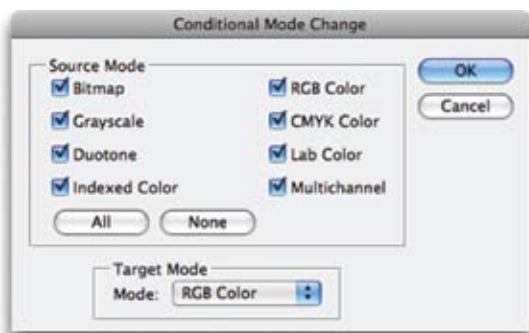 Conditional Mode Change
Source Mode
Bitmap
RGB Color
Grayscale
CMYK Color
Duotone
Lab Color
Indexed Color
Multichannel
All
None
OK
Cancel
Target Mode
Mode: RGB Color